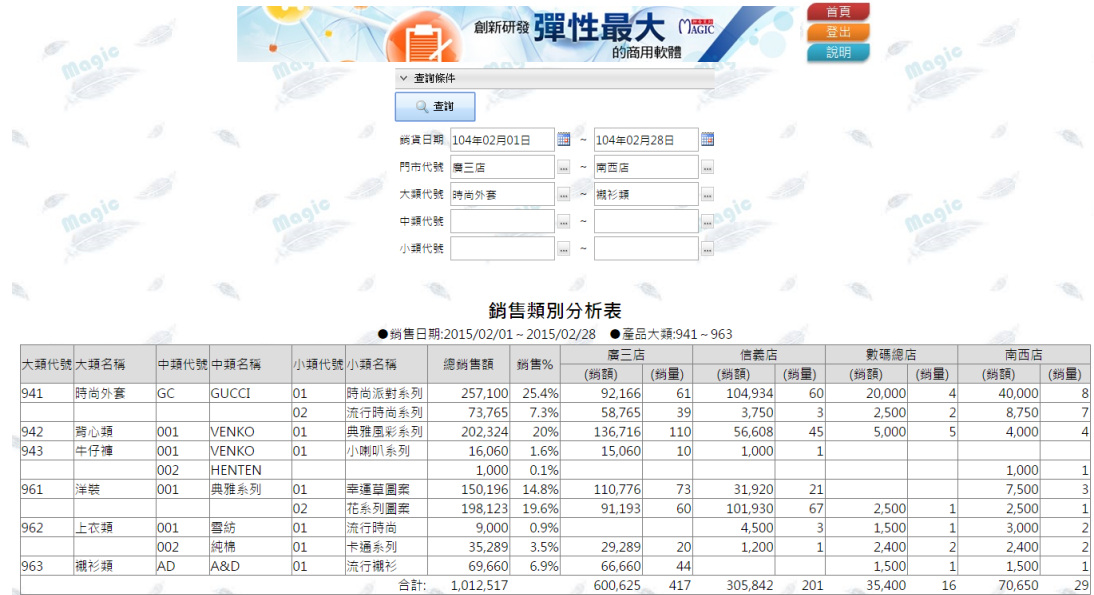 創新研發 彈性最大 MAGIC
的商用軟體
首頁
登出
說明
查詢條件
查詢
銷貨日期 104年02月01日 ~ 104年02月28日
門市代號 廣三店 ... ~ 南西店 ...
大類代號 時尚外套 ... ~ 襯衫類 ...
中類代號 ... ~ ...
小類代號 ... ~ ...
銷售類別分析表
●銷售日期:2015/02/01 ~ 2015/02/28 ●產品大類:941 ~ 963
大類代號 大類名稱 中類代號 中類名稱 小類代號 小類名稱 總銷售額 銷售% 廣三店 信義店 數碼總店 南西店
(銷額) (銷量) (銷額) (銷量) (銷額) (銷量) (銷額) (銷量)
941 時尚外套 GC GUCCI 01 時尚派對系列 257,100 25.4% 92,166 61 104,934 60 20,000 4 40,000 8
02 流行時尚系列 73,765 7.3% 58,765 39 3,750 3 2,500 2 8,750 7
942 背心類 001 VENKO 01 典雅風彩系列 202,324 20% 136,716 110 56,608 45 5,000 5 4,000 4
943 牛仔褲 001 VENKO 01 小喇叭系列 16,060 1.6% 15,060 10 1,000 1
002 HENTEN 1,000 0.1% 1,000 1
961 洋裝 001 典雅系列 01 幸運草圖案 150,196 14.8% 110,776 73 31,920 21 7,500 3
02 花系列圖案 198,123 19.6% 91,193 60 101,930 67 2,500 1 2,500 1
962 上衣類 001 雪紡 01 流行時尚 9,000 0.9% 4,500 3 1,500 1 3,000 2
002 純棉 01 卡通系列 35,289 3.5% 29,289 20 1,200 1 2,400 2 2,400 2
963 襯衫類 AD A&D 01 流行襯衫 69,660 6.9% 66,660 44 1,500 1 1,500 1
合計: 1,012,517 600,625 417 305,842 201 35,400 16 70,650 29